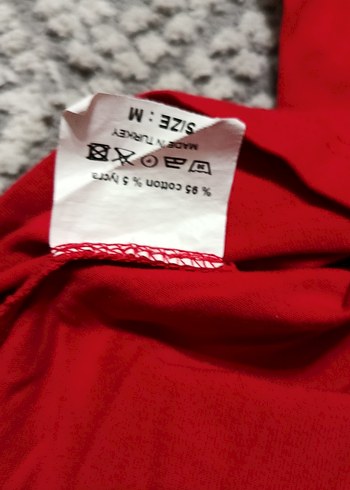 % 95 cotton % 5 lycra
MADE IN TURKEY
SIZE : M